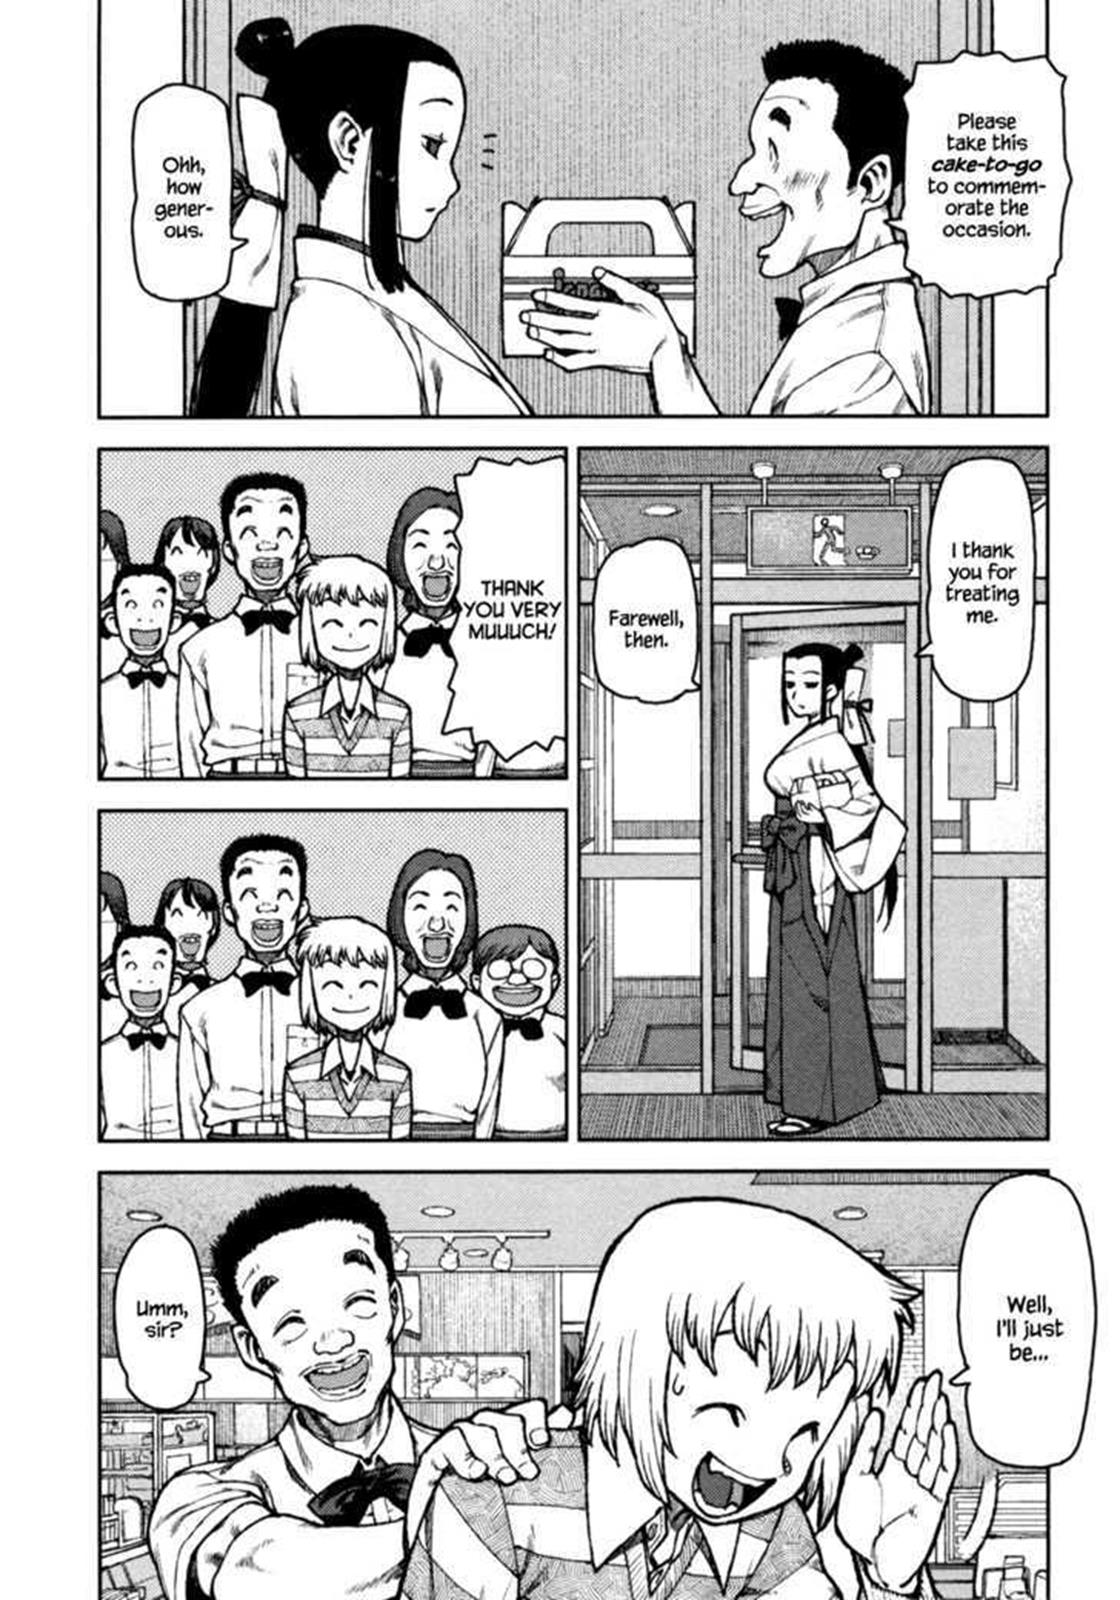 Please
take this
cake-to-go
to commem-
orate the
occasion.
Ohh,
how
gener-
ous.
I thank
you for
treating
me.
Farewell,
then.
THANK
YOU VERY
MUUUCH!
Well,
I'll just
be...
Umm,
sir?